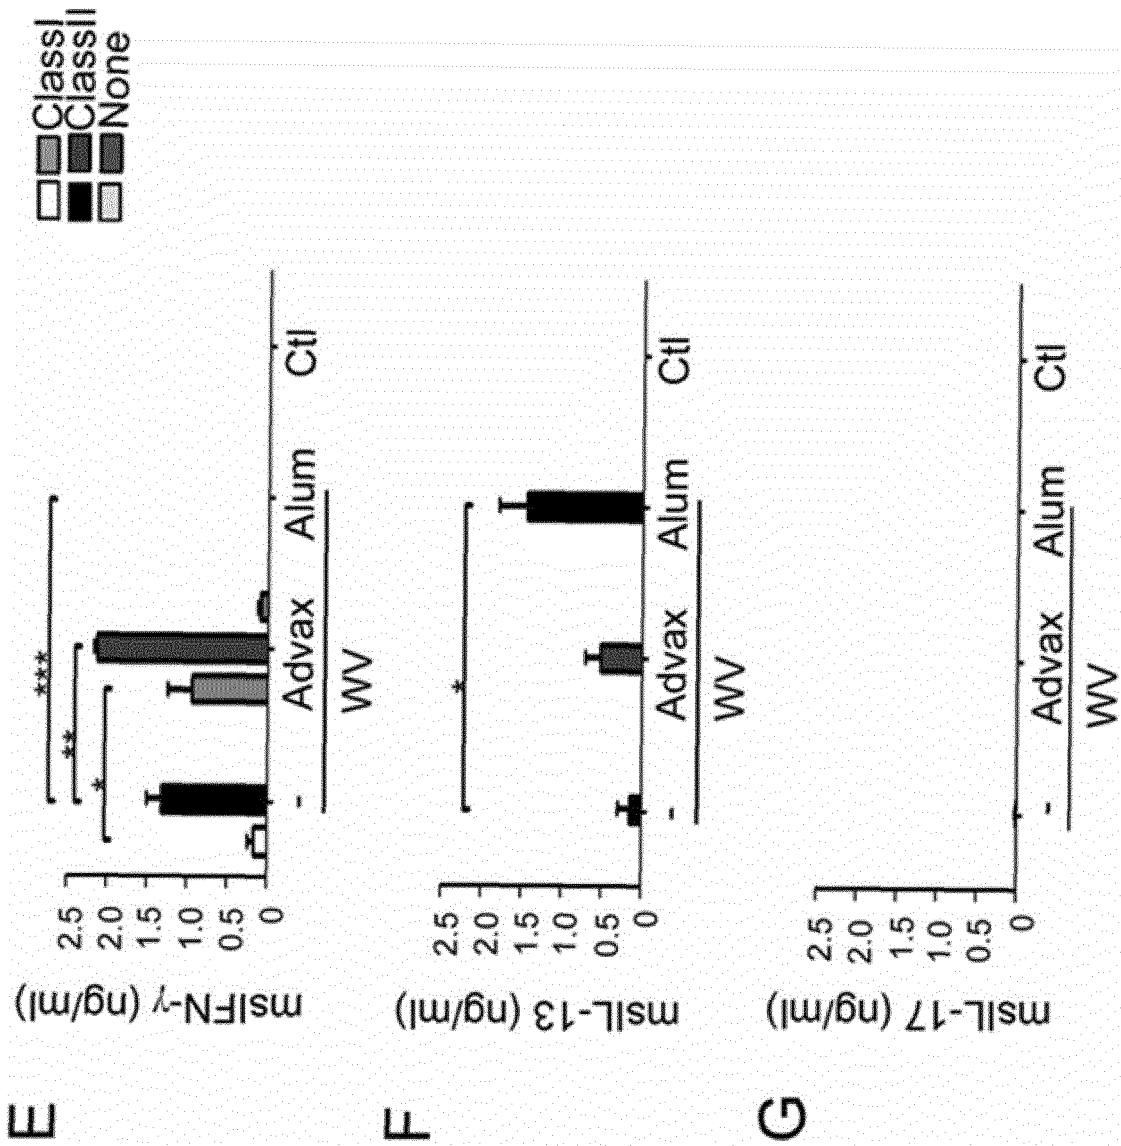 ClassI
ClassII
None
E
msIFN-γ (ng/ml)
2.5
2.0
1.5
1.0
0.5
0
*
**
***
- Advax Alum Ctl
WV
F
msIL-13 (ng/ml)
2.5
2.0
1.5
1.0
0.5
0
*
- Advax Alum Ctl
WV
G
msIL-17 (ng/ml)
2.5
2.0
1.5
1.0
0.5
0
- Advax Alum Ctl
WV